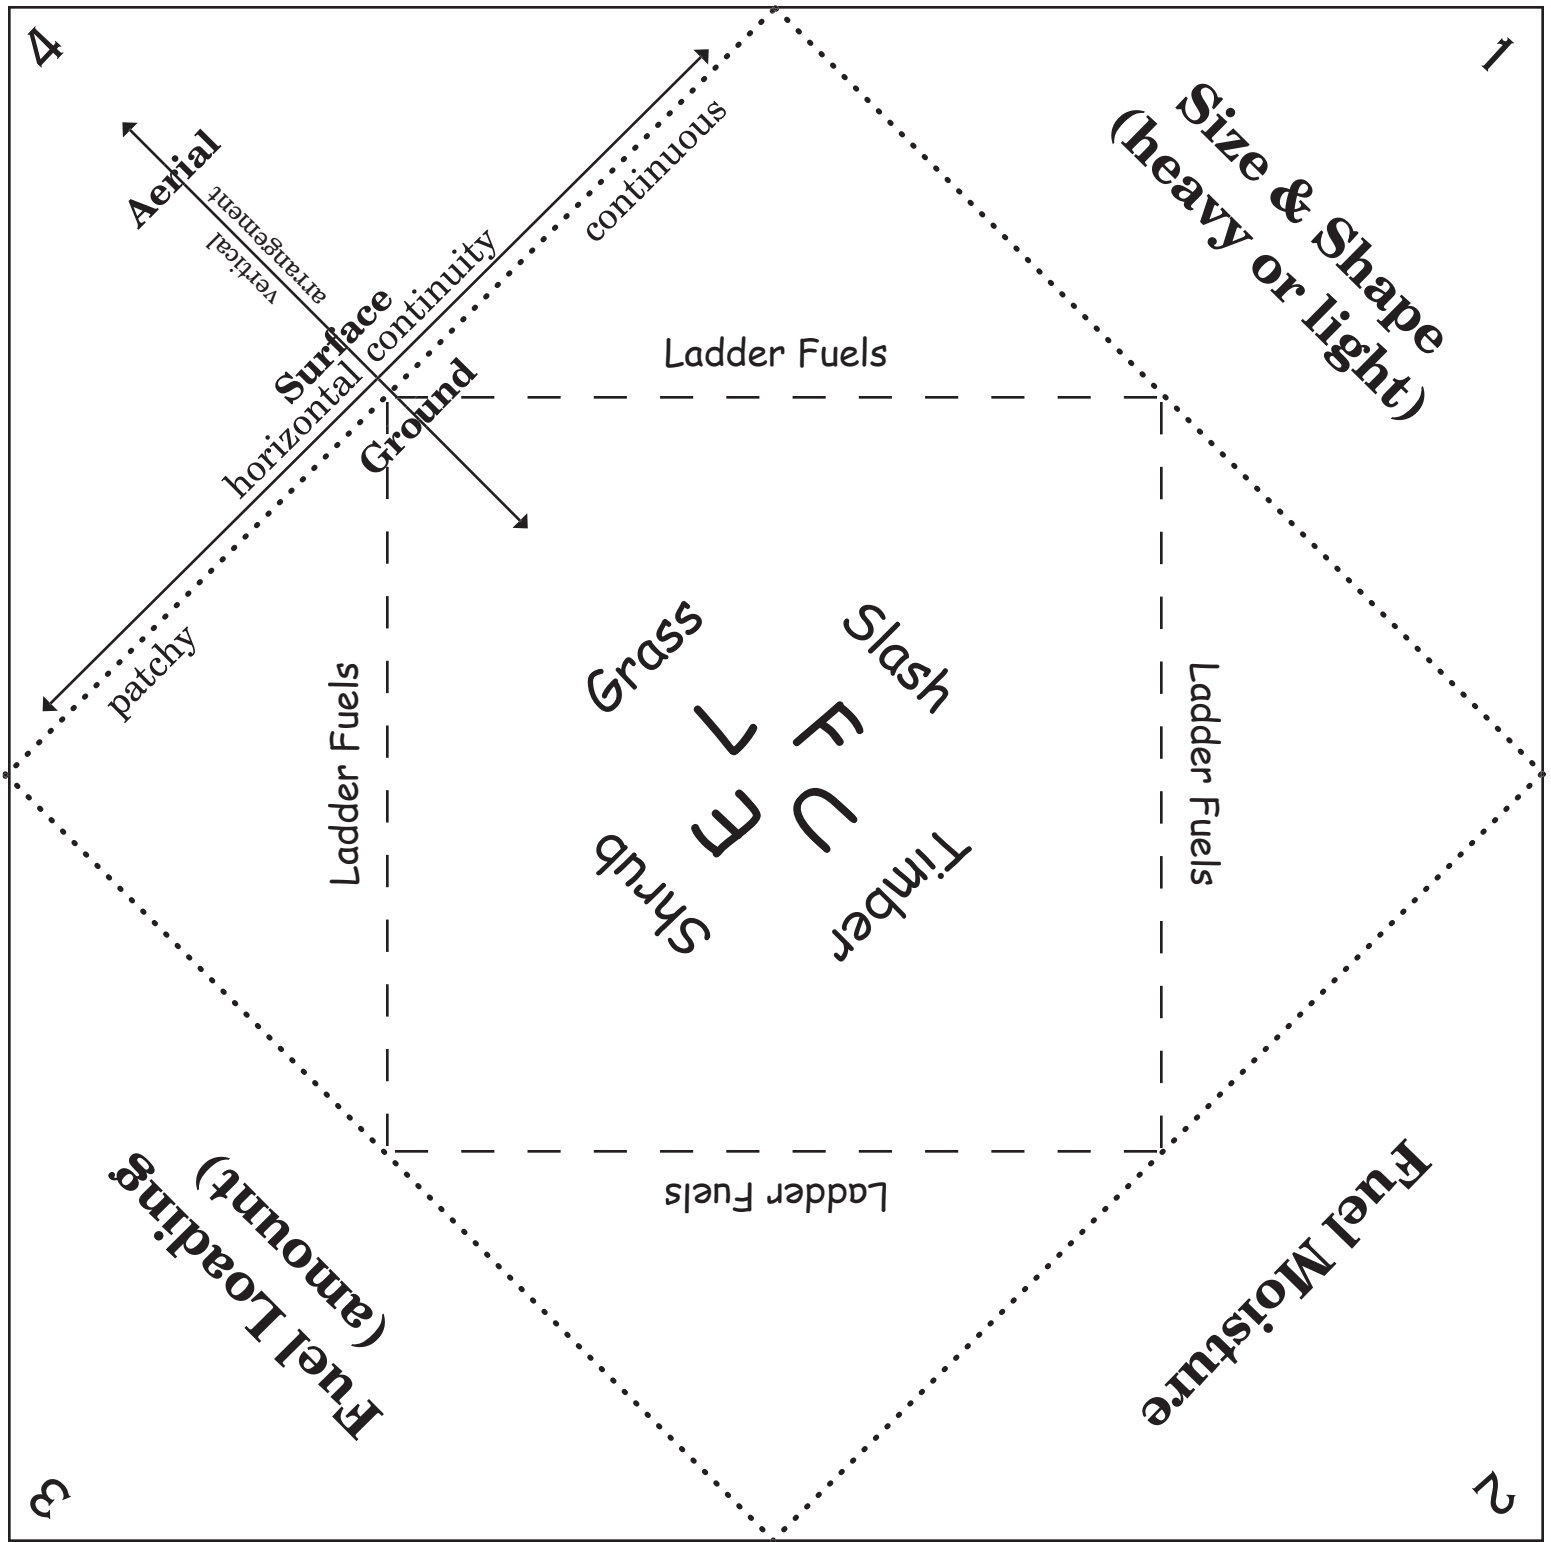 4
1
Size & Shape
(heavy or light)
Aerial
vertical
arrangement
Surface
horizontal continuity
continuous
Ground
patchy
Ladder Fuels
Ladder Fuels
Ladder Fuels
Ladder Fuels
Grass
Slash
Timber
Shrub
F
U
E
L
Fuel Loading
(amount)
Fuel Moisture
3
2